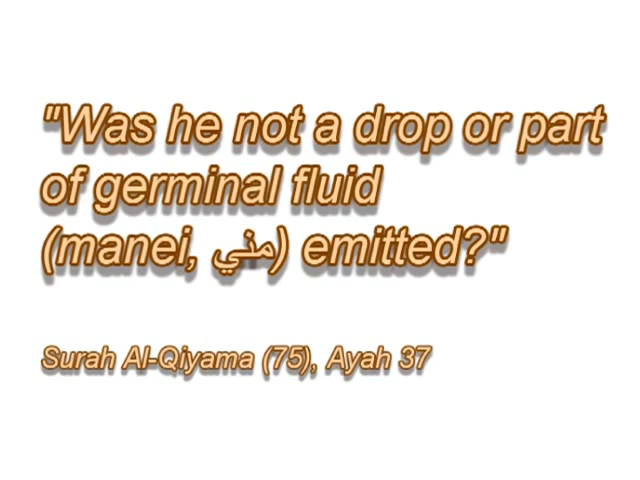 "Was he not a drop or part
of germinal fluid
(manei, مني) emitted?"
Surah Al-Qiyama (75), Ayah 37